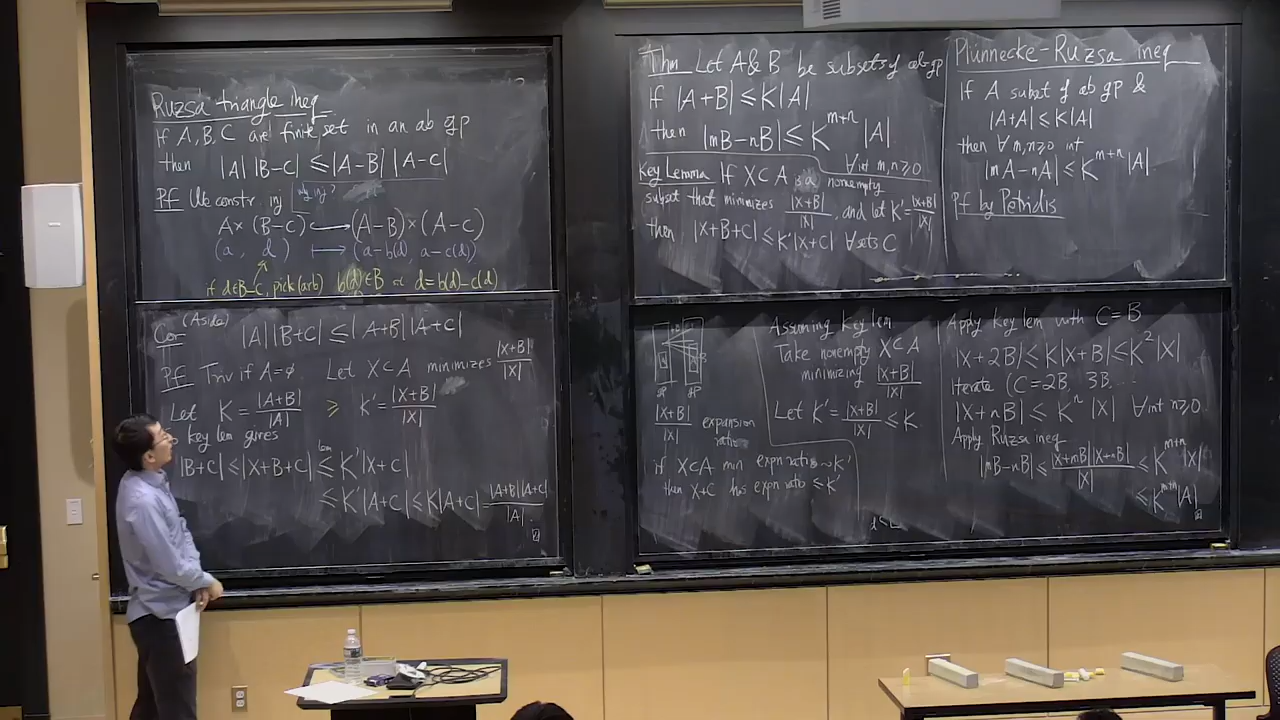 Ruzsa triangle ineq
If A, B, C are finite set in an ab gp
then |A| |B-C| ≤ |A-B| |A-C|
Pf We constr. inj
A × (B-C) ⟶ (A-B) × (A-C)
(a, d) ⟼ (a-b(d), a-c(d))
if d∈B-C, pick (arb) b(d)∈B d=b(d)-c(d)
Cor (Aside) |A| |B+C| ≤ |A+B| |A+C|
Pf Triv if A=∅. Let X⊂A minimizes |X+B|/|X|
Let K = |A+B|/|A| ≥ K' = |X+B|/|X|
key lem gives
|B+C| ≤ |X+B+C| ≤ K'|X+C|
lem
≤ K'|A+C| ≤ K|A+C| = |A+B||A+C|/|A|
Thm Let A & B be subsets of ab gp
If |A+B| ≤ K|A|
then |mB-nB| ≤ K^{m+n} |A|
∀ int m,n≥0
Key Lemma If X⊂A is a nonempty
subset that minimizes |X+B|/|X|, and let K' = |X+B|/|X|
then |X+B+C| ≤ K'|X+C| ∀ sets C
Plünnecke-Ruzsa ineq
If A subset of ab gp &
|A+A| ≤ K|A|
then ∀ m,n≥0 int
|mA-nA| ≤ K^{m+n} |A|
Pf by Petridis
|X+B|/|X| expansion
ratio
if X⊂A min expn ratio ~ K'
then X+C has expn ratio ≤ K'
Assuming key lem
Take nonempty X⊂A
minimizing |X+B|/|X|
Let K' = |X+B|/|X| ≤ K
Apply key lem with C=B
|X+2B| ≤ K|X+B| ≤ K²|X|
Iterate (C=2B, 3B, ...
|X+nB| ≤ K^n |X| ∀ int n≥0
Apply Ruzsa ineq
|mB-nB| ≤ |X+mB||X+nB|/|X| ≤ K^{m+n} |X|
≤ K^{m+n} |A|